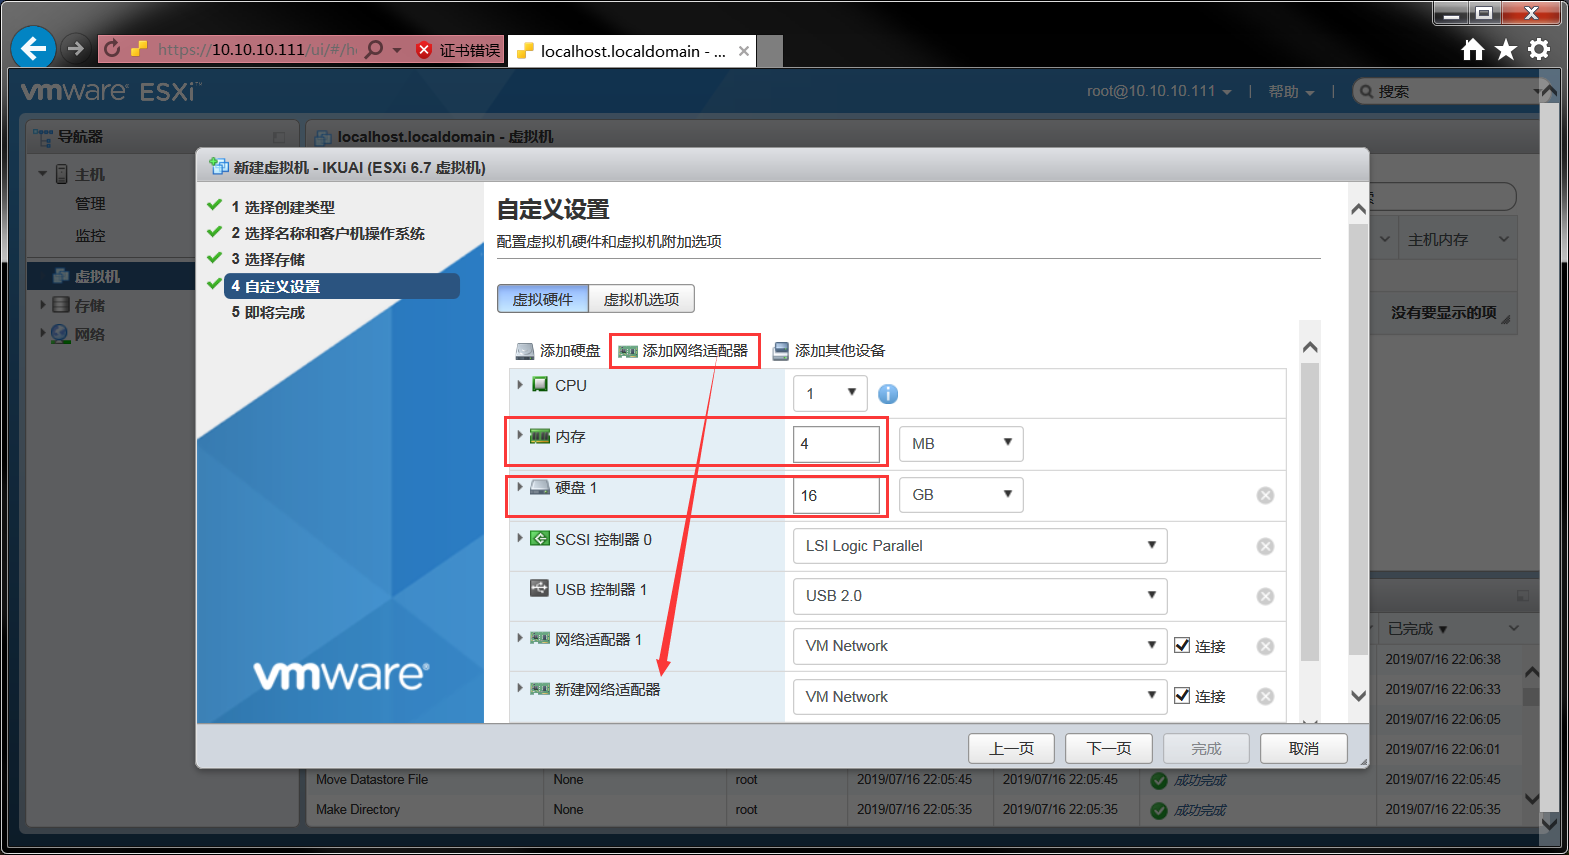 https://10.10.10.111/ui/#/h
证书错误
localhost.localdomain - ...
vmware ESXi™
root@10.10.10.111
|
帮助
|
搜索
导航器
localhost.localdomain - 虚拟机
主机
管理
监控
虚拟机
存储
网络
主机内存
没有要显示的项
新建虚拟机 - IKUAI (ESXi 6.7 虚拟机)
1 选择创建类型
2 选择名称和客户机操作系统
3 选择存储
4 自定义设置
5 即将完成
vmware®
自定义设置
配置虚拟机硬件和虚拟机附加选项
虚拟硬件
虚拟机选项
添加硬盘
添加网络适配器
添加其他设备
CPU
1
内存
4
MB
硬盘 1
16
GB
SCSI 控制器 0
LSI Logic Parallel
USB 控制器 1
USB 2.0
网络适配器 1
VM Network
连接
新建网络适配器
VM Network
连接
上一页
下一页
完成
取消
已完成 ▼
2019/07/16 22:06:38
2019/07/16 22:06:33
2019/07/16 22:06:05
2019/07/16 22:06:01
Move Datastore File
None
root
2019/07/16 22:05:45
2019/07/16 22:05:45
成功完成
2019/07/16 22:05:45
Make Directory
None
root
2019/07/16 22:05:35
2019/07/16 22:05:35
成功完成
2019/07/16 22:05:35